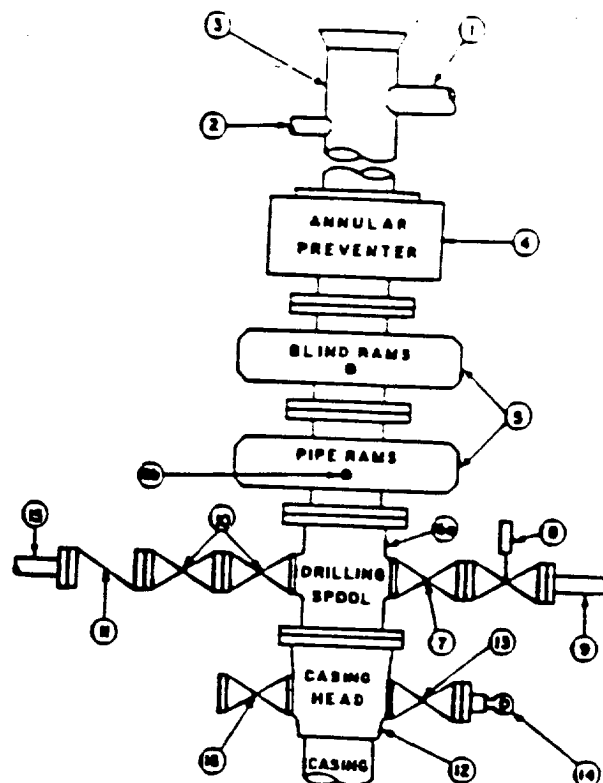 3
1
2
ANNULAR
PREVENTER
4
BLIND RAMS
5
PIPE RAMS
15
10
8
DRILLING
SPOOL
11
7
9
13
CASING
HEAD
16
12
14
CASING